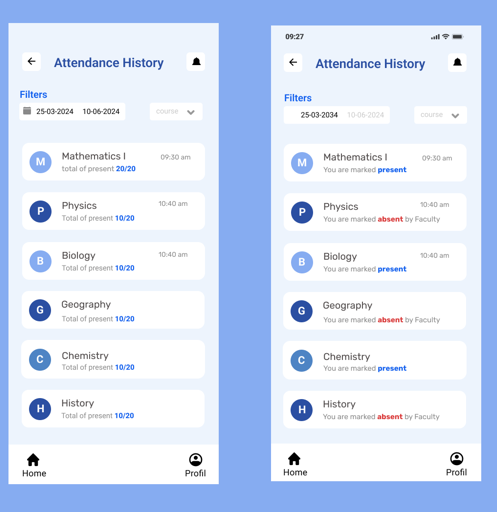 Attendance History
Filters
25-03-2024 10-06-2024 course
M Mathematics I 09:30 am
total of present 20/20
P Physics 10:40 am
Total of present 10/20
B Biology 10:40 am
Total of present 10/20
G Geography
Total of present 10/20
C Chemistry
Total of present 10/20
H History
Total of present 10/20
Home Profil
09:27
Attendance History
Filters
25-03-2034 10-06-2024 course
M Mathematics I 09:30 am
You are marked present
P Physics 10:40 am
You are marked absent by Faculty
B Biology 10:40 am
You are marked present
G Geography
You are marked absent by Faculty
C Chemistry
You are marked present
H History
You are marked absent by Faculty
Home Profil